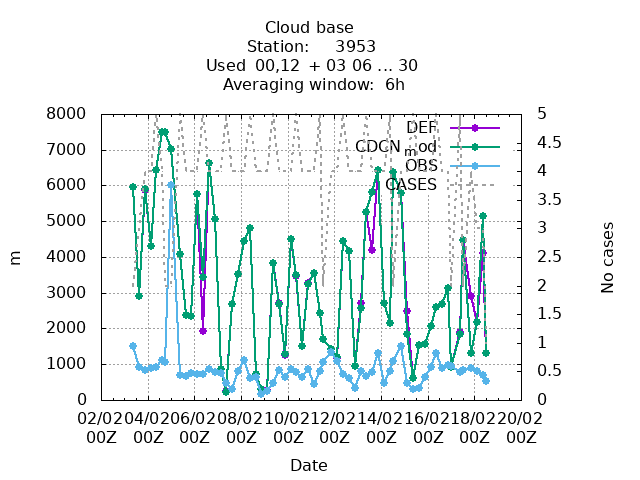 Cloud base
Station: 3953
Used 00,12 + 03 06 ... 30
Averaging window: 6h
8000
7000
6000
5000
4000
3000
2000
1000
0
m
5
4.5
4
3.5
3
2.5
2
1.5
1
0.5
0
No cases
DEF
CDCN_mod
OBS
CASES
02/02 04/02 06/02 08/02 10/02 12/02 14/02 16/02 18/02 20/02
00Z 00Z 00Z 00Z 00Z 00Z 00Z 00Z 00Z 00Z
Date